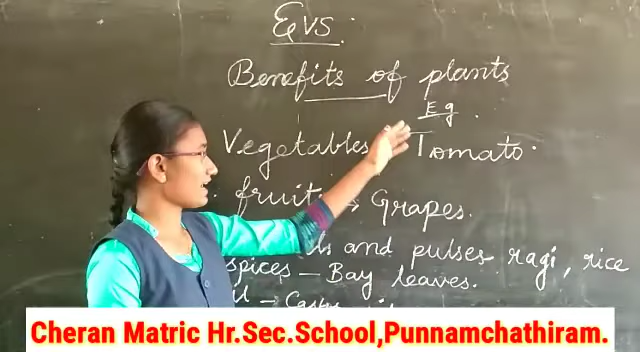 EVS.
Benefits of plants
Eg.
Vegetables Tomato.
fruit → Grapes.
and pulses ragi, rice
spices — Bay leaves.
Cheran Matric Hr.Sec.School,Punnamchathiram.